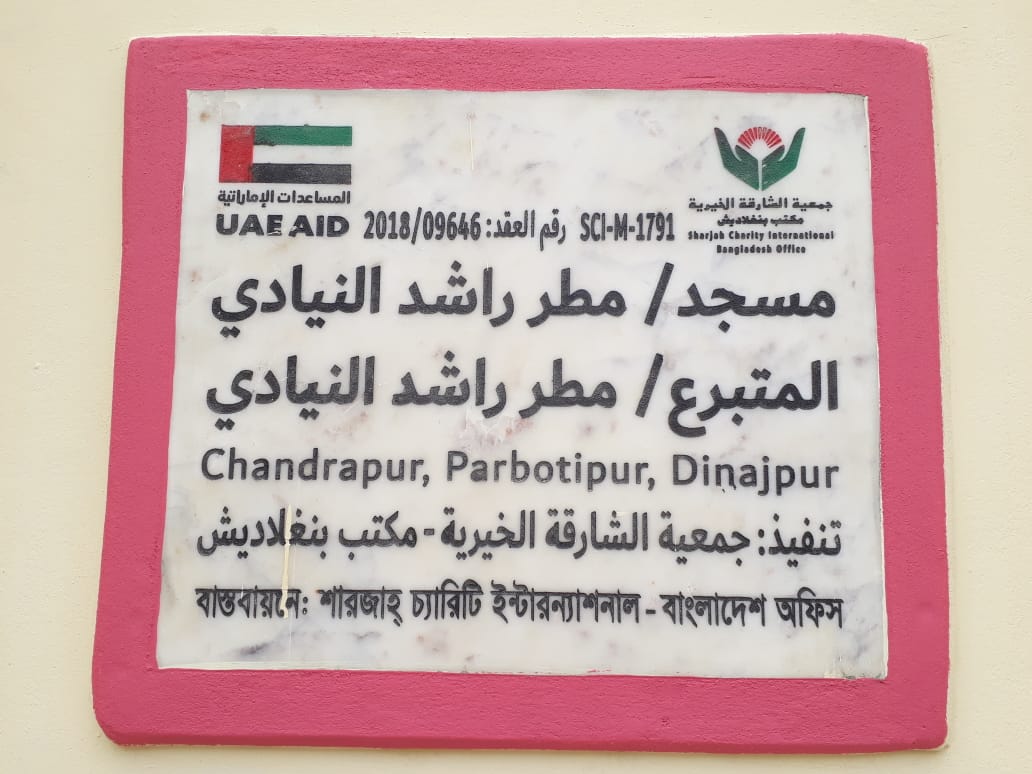 المساعدات الإماراتية
UAE AID
جمعية الشارقة الخيرية
مكتب بنغلاديش
Sharjah Charity International
Bangladesh Office
SCI-M-1791 رقم العقد: 2018/09646
مسجد/ مطر راشد النيادي
المتبرع/ مطر راشد النيادي
Chandrapur, Parbotipur, Dinajpur
تنفيذ: جمعية الشارقة الخيرية - مكتب بنغلاديش
বাস্তবায়নে: শারজাহ্ চ্যারিটি ইন্টারন্যাশনাল - বাংলাদেশ অফিস